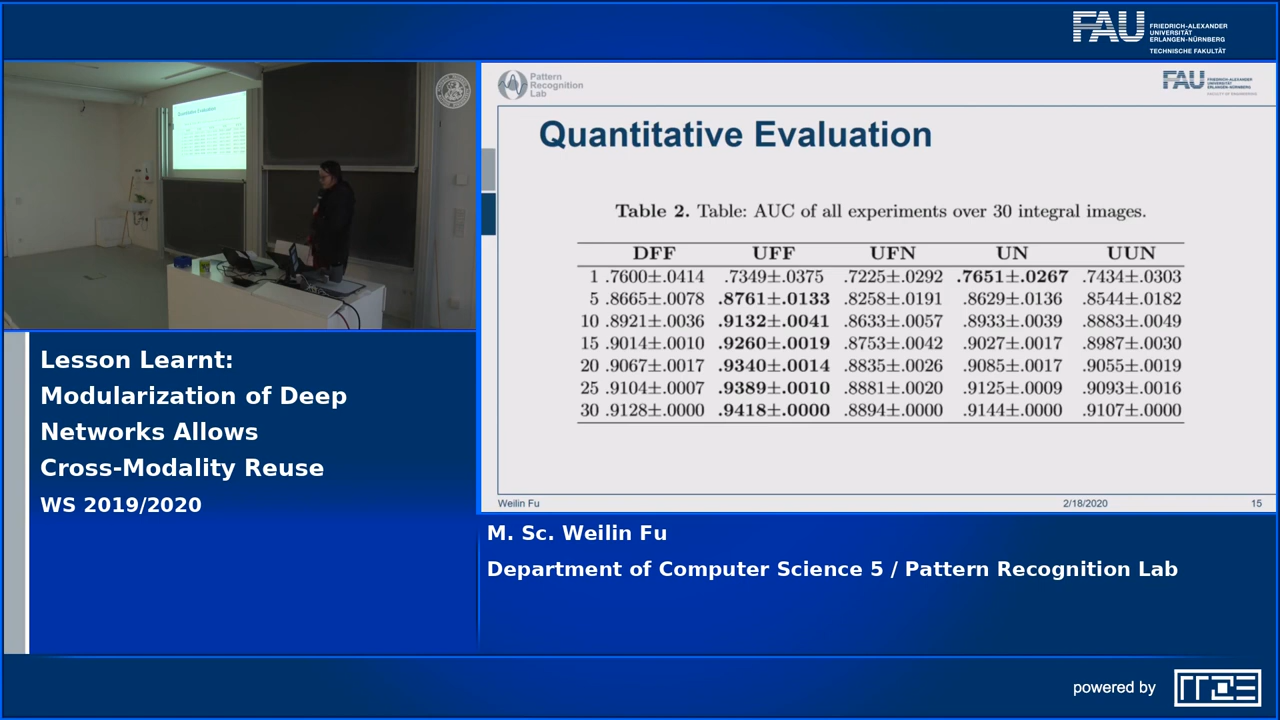 FAU
FRIEDRICH-ALEXANDER
UNIVERSITÄT
ERLANGEN-NÜRNBERG
TECHNISCHE FAKULTÄT
Quantitative Evaluation
Pattern
Recognition
Lab
FAU
FRIEDRICH-ALEXANDER
UNIVERSITÄT
ERLANGEN-NÜRNBERG
FACULTY OF ENGINEERING
Quantitative Evaluation
Table 2. Table: AUC of all experiments over 30 integral images.
DFF UFF UFN UN UUN
1 .7600±.0414 .7349±.0375 .7225±.0292 .7651±.0267 .7434±.0303
5 .8665±.0078 .8761±.0133 .8258±.0191 .8629±.0136 .8544±.0182
10 .8921±.0036 .9132±.0041 .8633±.0057 .8933±.0039 .8883±.0049
15 .9014±.0010 .9260±.0019 .8753±.0042 .9027±.0017 .8987±.0030
20 .9067±.0017 .9340±.0014 .8835±.0026 .9085±.0017 .9055±.0019
25 .9104±.0007 .9389±.0010 .8881±.0020 .9125±.0009 .9093±.0016
30 .9128±.0000 .9418±.0000 .8894±.0000 .9144±.0000 .9107±.0000
Weilin Fu 2/18/2020 15
Lesson Learnt:
Modularization of Deep
Networks Allows
Cross-Modality Reuse
WS 2019/2020
M. Sc. Weilin Fu
Department of Computer Science 5 / Pattern Recognition Lab
powered by